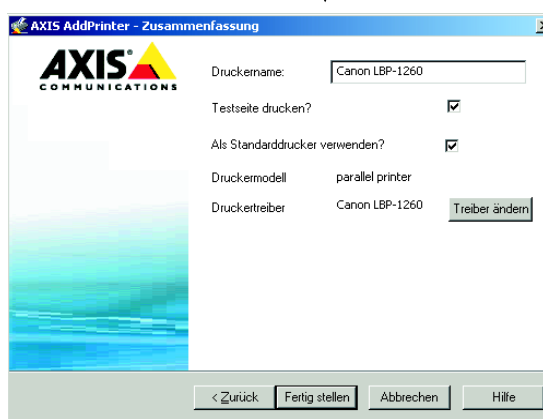 AXIS AddPrinter - Zusammenfassung
AXIS
COMMUNICATIONS
Druckername: Canon LBP-1260
Testseite drucken?
Als Standarddrucker verwenden?
Druckermodell parallel printer
Druckertreiber Canon LBP-1260 Treiber ändern
< Zurück Fertig stellen Abbrechen Hilfe